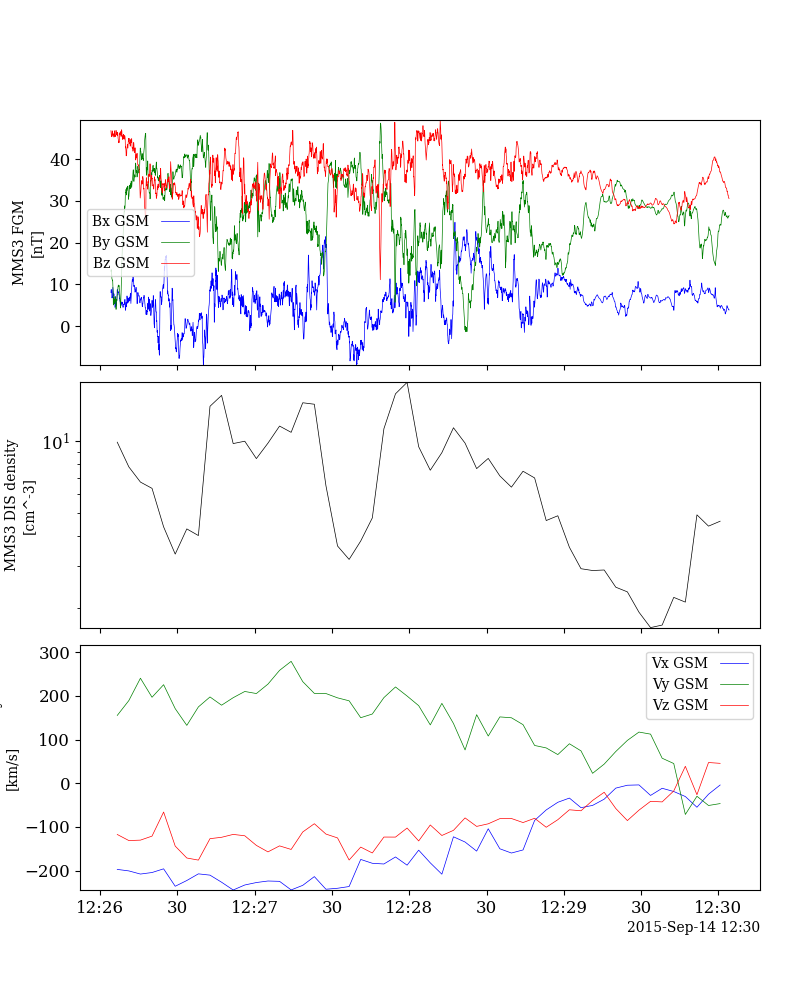 MMS3 FGM
[nT]
40
30
20
10
0
Bx GSM
By GSM
Bz GSM
MMS3 DIS density
[cm^-3]
10^1
[km/s]
300
200
100
0
−100
−200
Vx GSM
Vy GSM
Vz GSM
12:26 30 12:27 30 12:28 30 12:29 30 12:30
2015-Sep-14 12:30